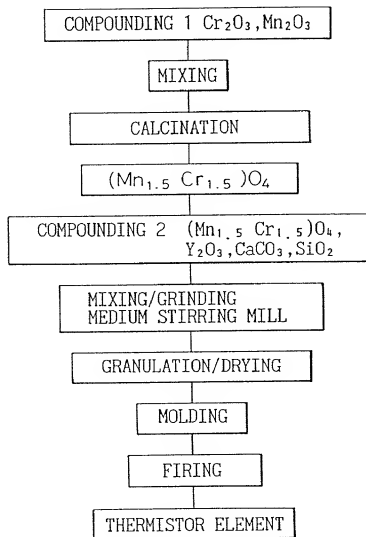 COMPOUNDING 1 Cr₂O₃,Mn₂O₃
MIXING
CALCINATION
(Mn₁.₅ Cr₁.₅ )O₄
COMPOUNDING 2 (Mn₁.₅ Cr₁.₅)O₄,
Y₂O₃,CaCO₃,SiO₂
MIXING/GRINDING
MEDIUM STIRRING MILL
GRANULATION/DRYING
MOLDING
FIRING
THERMISTOR ELEMENT